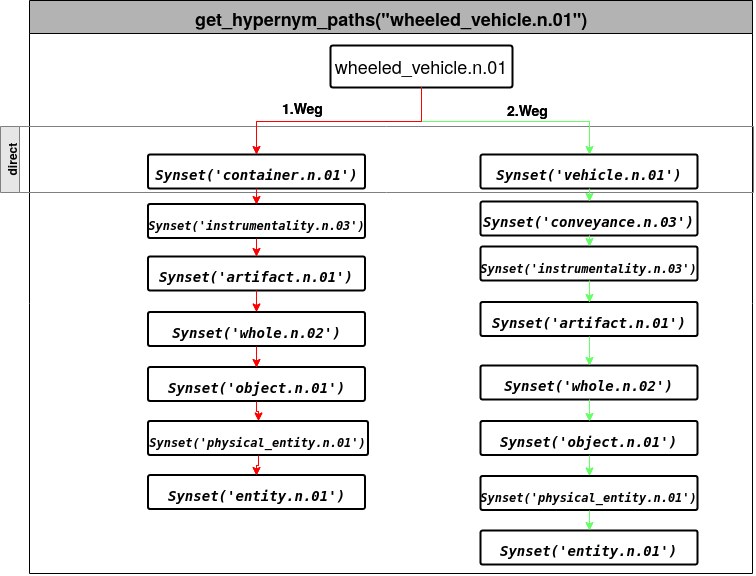 get_hypernym_paths("wheeled_vehicle.n.01")
wheeled_vehicle.n.01
1.Weg
2.Weg
direct
Synset('container.n.01')
Synset('instrumentality.n.03')
Synset('artifact.n.01')
Synset('whole.n.02')
Synset('object.n.01')
Synset('physical_entity.n.01')
Synset('entity.n.01')
Synset('vehicle.n.01')
Synset('conveyance.n.03')
Synset('instrumentality.n.03')
Synset('artifact.n.01')
Synset('whole.n.02')
Synset('object.n.01')
Synset('physical_entity.n.01')
Synset('entity.n.01')